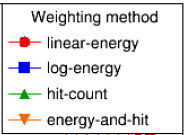 Weighting method
linear-energy
log-energy
hit-count
energy-and-hit